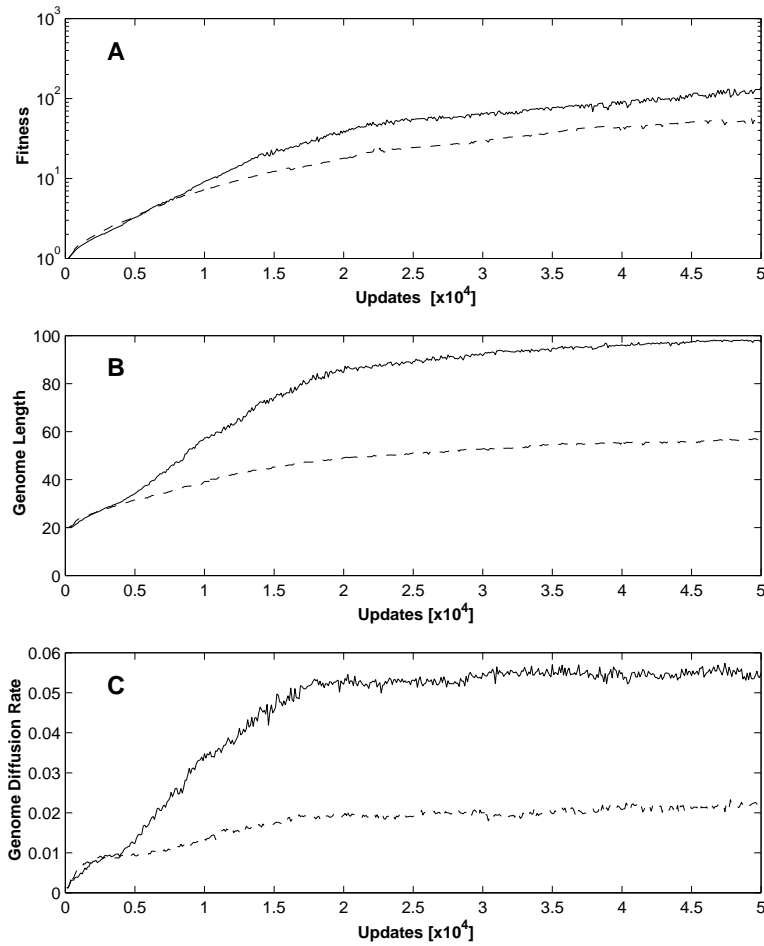 A
Fitness
10³
10²
10¹
10⁰
0 0.5 1 1.5 2 2.5 3 3.5 4 4.5 5
Updates [x10⁴]
B
Genome Length
100
80
60
40
20
0
0 0.5 1 1.5 2 2.5 3 3.5 4 4.5 5
Updates [x10⁴]
C
Genome Diffusion Rate
0.06
0.05
0.04
0.03
0.02
0.01
0
0 0.5 1 1.5 2 2.5 3 3.5 4 4.5 5
Updates [x10⁴]